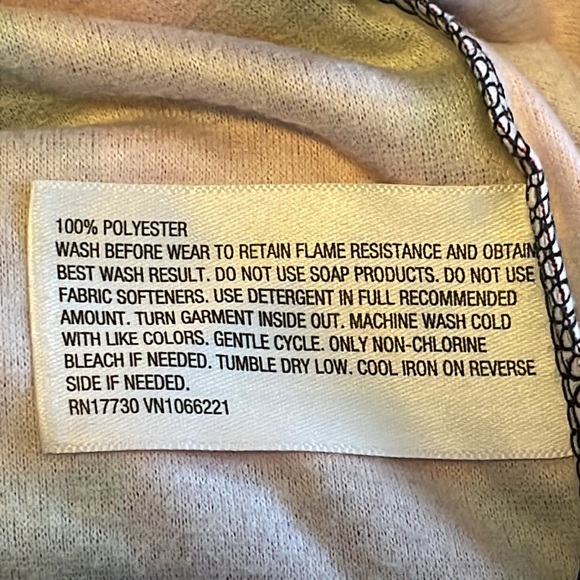 100% POLYESTER
WASH BEFORE WEAR TO RETAIN FLAME RESISTANCE AND OBTAIN
BEST WASH RESULT. DO NOT USE SOAP PRODUCTS. DO NOT USE
FABRIC SOFTENERS. USE DETERGENT IN FULL RECOMMENDED
AMOUNT. TURN GARMENT INSIDE OUT. MACHINE WASH COLD
WITH LIKE COLORS. GENTLE CYCLE. ONLY NON-CHLORINE
BLEACH IF NEEDED. TUMBLE DRY LOW. COOL IRON ON REVERSE
SIDE IF NEEDED.
RN17730 VN1066221